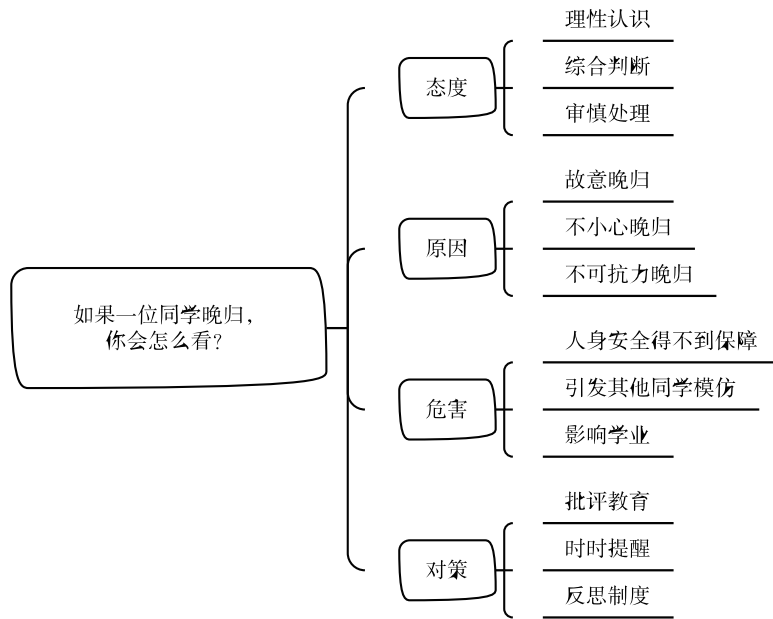 如果一位同学晚归，
你会怎么看？
态度
理性认识
综合判断
审慎处理
原因
故意晚归
不小心晚归
不可抗力晚归
危害
人身安全得不到保障
引发其他同学模仿
影响学业
对策
批评教育
时时提醒
反思制度